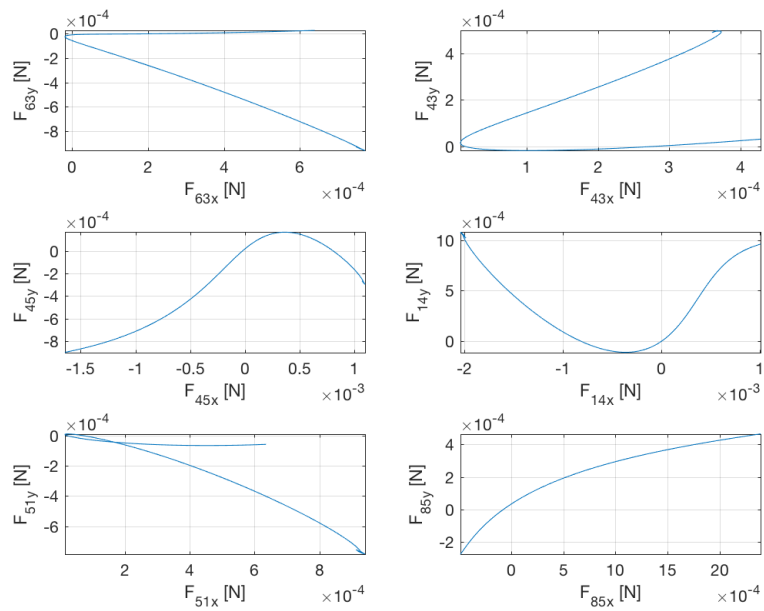 ×10⁻⁴
0
-2
-4
-6
-8
F63y [N]
0 2 4 6
×10⁻⁴
F63x [N]
×10⁻⁴
4
2
0
F43y [N]
1 2 3 4
×10⁻⁴
F43x [N]
×10⁻⁴
0
-2
-4
-6
-8
F45y [N]
-1.5 -1 -0.5 0 0.5 1
×10⁻³
F45x [N]
×10⁻⁴
10
5
0
F14y [N]
-2 -1 0 1
×10⁻³
F14x [N]
×10⁻⁴
0
-2
-4
-6
F51y [N]
2 4 6 8
×10⁻⁴
F51x [N]
×10⁻⁴
4
2
0
-2
F85y [N]
0 5 10 15 20
×10⁻⁴
F85x [N]